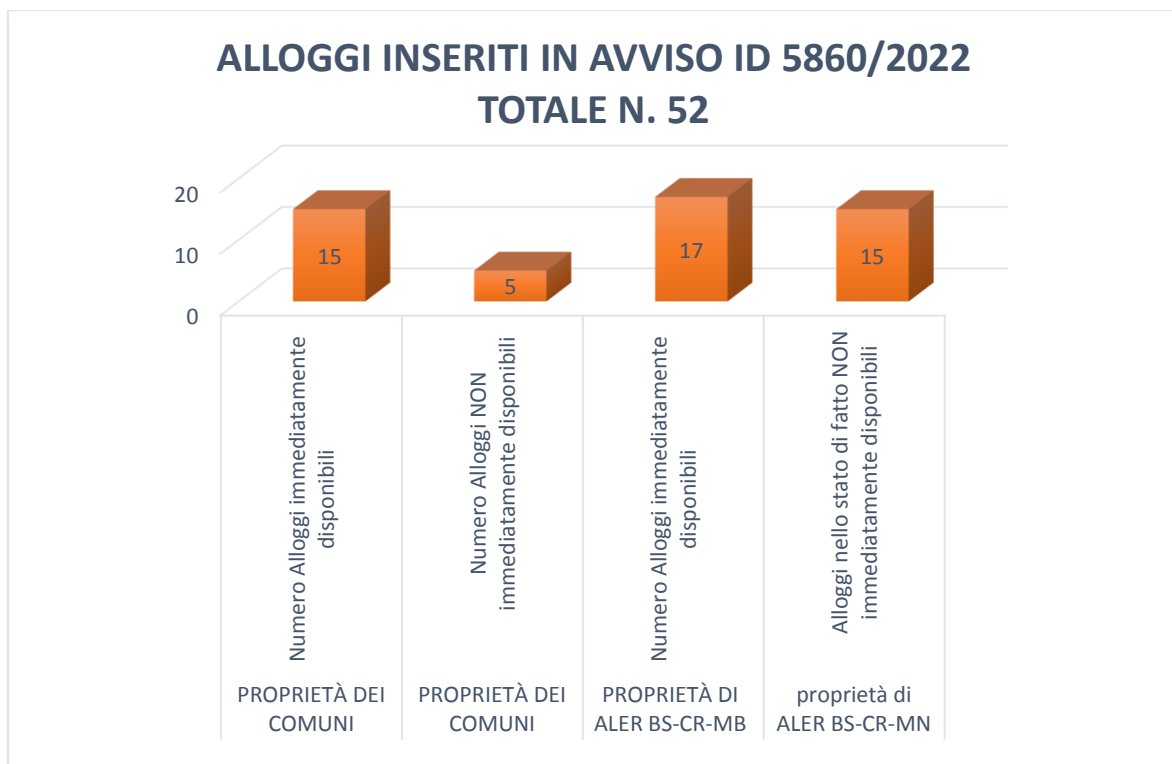 ALLOGGI INSERITI IN AVVISO ID 5860/2022
TOTALE N. 52
20
10
0
15
5
17
15
Numero Alloggi immediatamente
disponibili
Numero Alloggi NON
immediatamente disponibili
Numero Alloggi immediatamente
disponibili
Alloggi nello stato di fatto NON
immediatamente disponibili
PROPRIETÀ DEI
COMUNI
PROPRIETÀ DEI
COMUNI
PROPRIETÀ DI
ALER BS-CR-MB
proprietà di
ALER BS-CR-MN